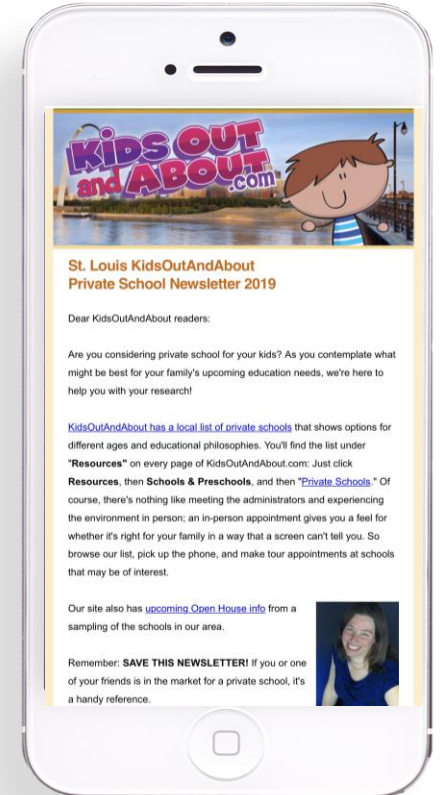 KiDS OUT
and ABOUT
.com
St. Louis KidsOutAndAbout
Private School Newsletter 2019
Dear KidsOutAndAbout readers:
Are you considering private school for your kids? As you contemplate what
might be best for your family's upcoming education needs, we're here to
help you with your research!
KidsOutAndAbout has a local list of private schools that shows options for
different ages and educational philosophies. You'll find the list under
"Resources" on every page of KidsOutAndAbout.com: Just click
Resources, then Schools & Preschools, and then "Private Schools." Of
course, there's nothing like meeting the administrators and experiencing
the environment in person; an in-person appointment gives you a feel for
whether it's right for your family in a way that a screen can't tell you. So
browse our list, pick up the phone, and make tour appointments at schools
that may be of interest.
Our site also has upcoming Open House info from a
sampling of the schools in our area.
Remember: SAVE THIS NEWSLETTER! If you or one
of your friends is in the market for a private school, it's
a handy reference.